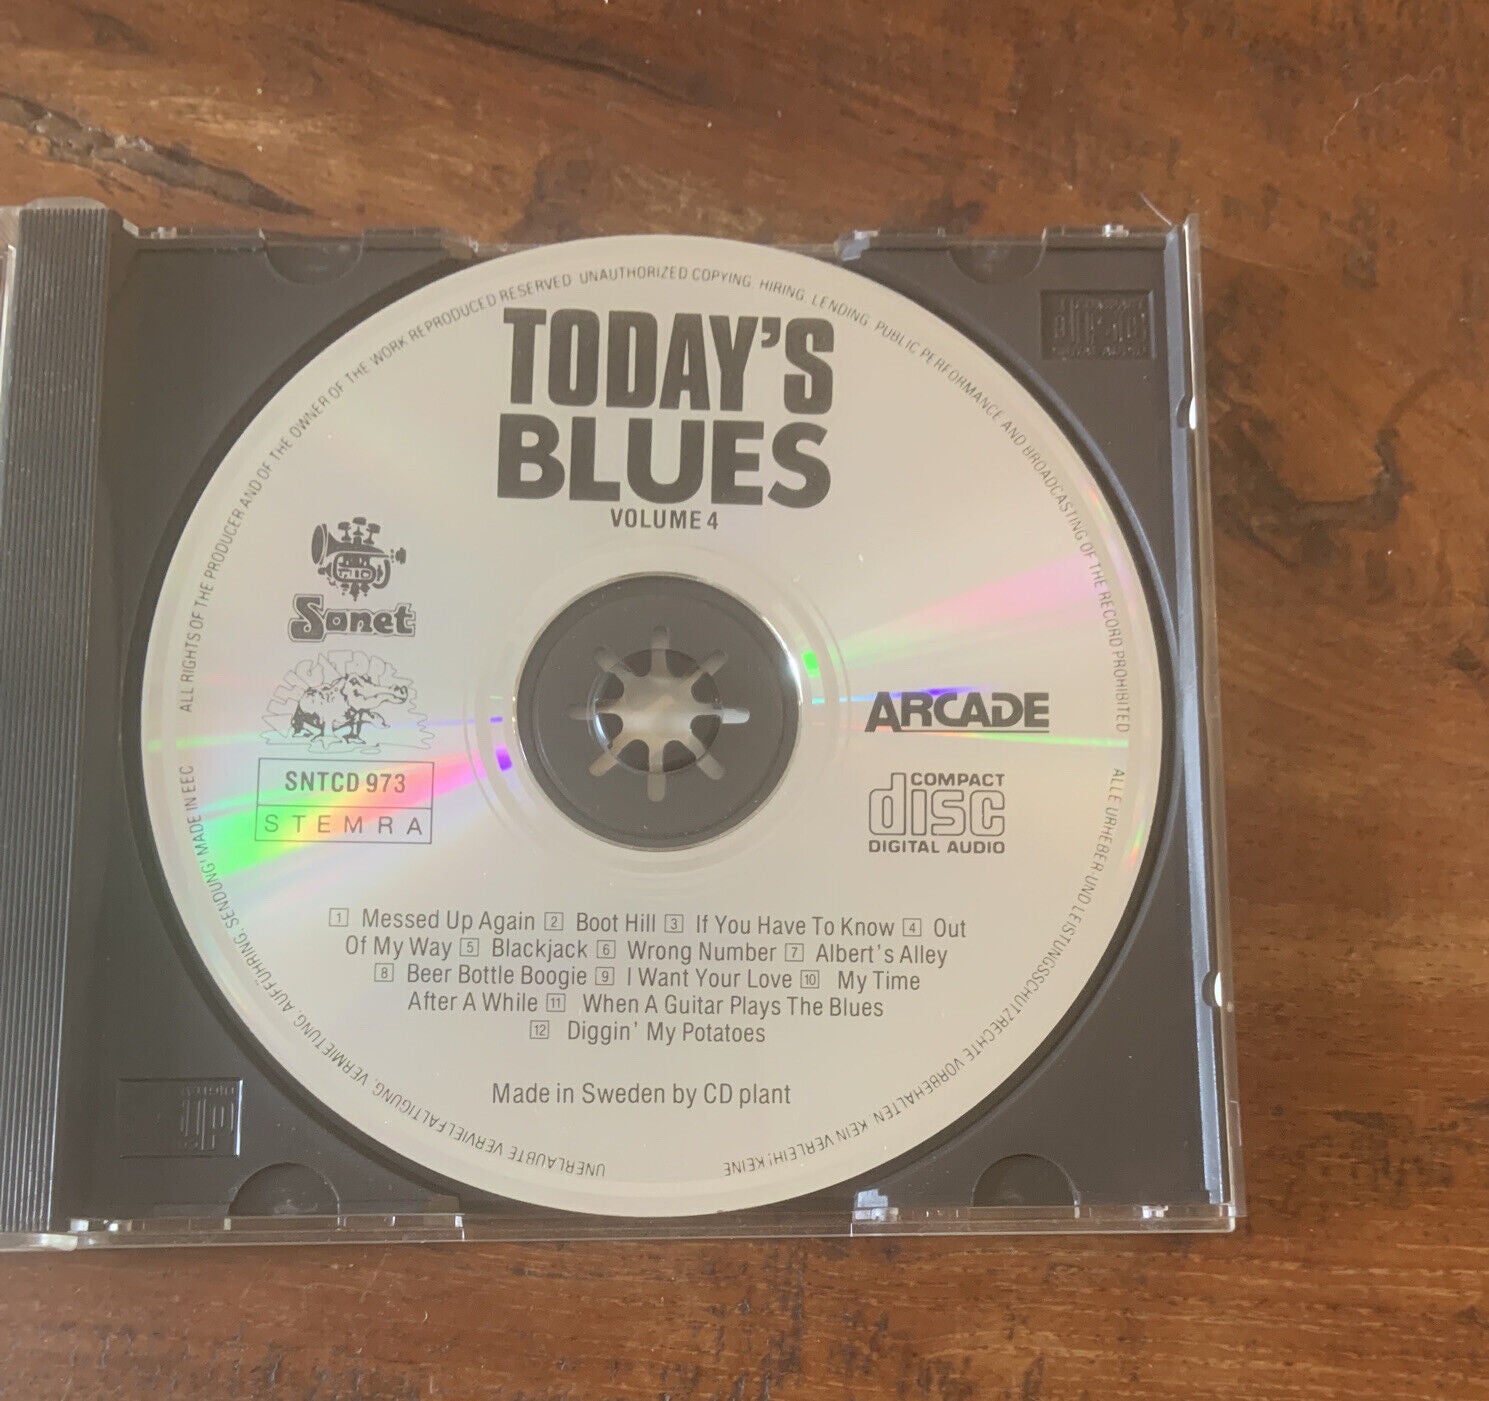 TODAY'S
BLUES
VOLUME 4
Sonet
ALLIGATOR
SNTCD 973
STEMRA
ARCADE
COMPACT
disc
DIGITAL AUDIO
1 Messed Up Again 2 Boot Hill 3 If You Have To Know 4 Out
Of My Way 5 Blackjack 6 Wrong Number 7 Albert's Alley
8 Beer Bottle Boogie 9 I Want Your Love 10 My Time
After A While 11 When A Guitar Plays The Blues
12 Diggin' My Potatoes
Made in Sweden by CD plant
ALL RIGHTS OF THE PRODUCER AND OF THE OWNER OF THE WORK REPRODUCED RESERVED UNAUTHORIZED COPYING, HIRING, LENDING, PUBLIC PERFORMANCE AND BROADCASTING OF THE RECORD PROHIBITED
ALLE URHEBER-UND LEISTUNGSSCHUTZRECHTE VORBEHALTEN. KEIN VERLEIH! KEINE
UNERLAUBTE VERVIELFALTIGUNG, VERMIETUNG, AUFFÜHRUNG, SENDUNG! MADE IN EEC